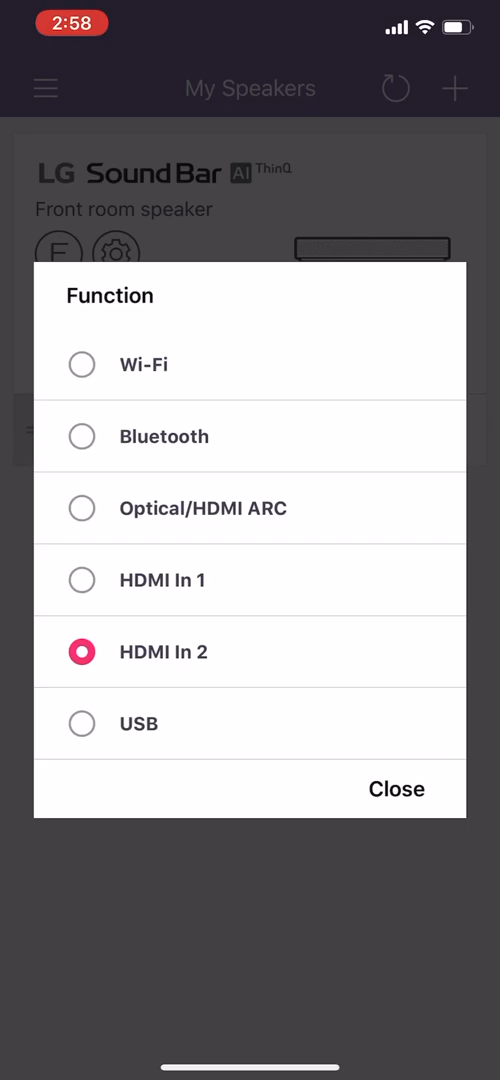 2:58
My Speakers
LG Sound Bar AI ThinQ
Front room speaker
F
Function
Wi-Fi
Bluetooth
Optical/HDMI ARC
HDMI In 1
HDMI In 2
USB
Close